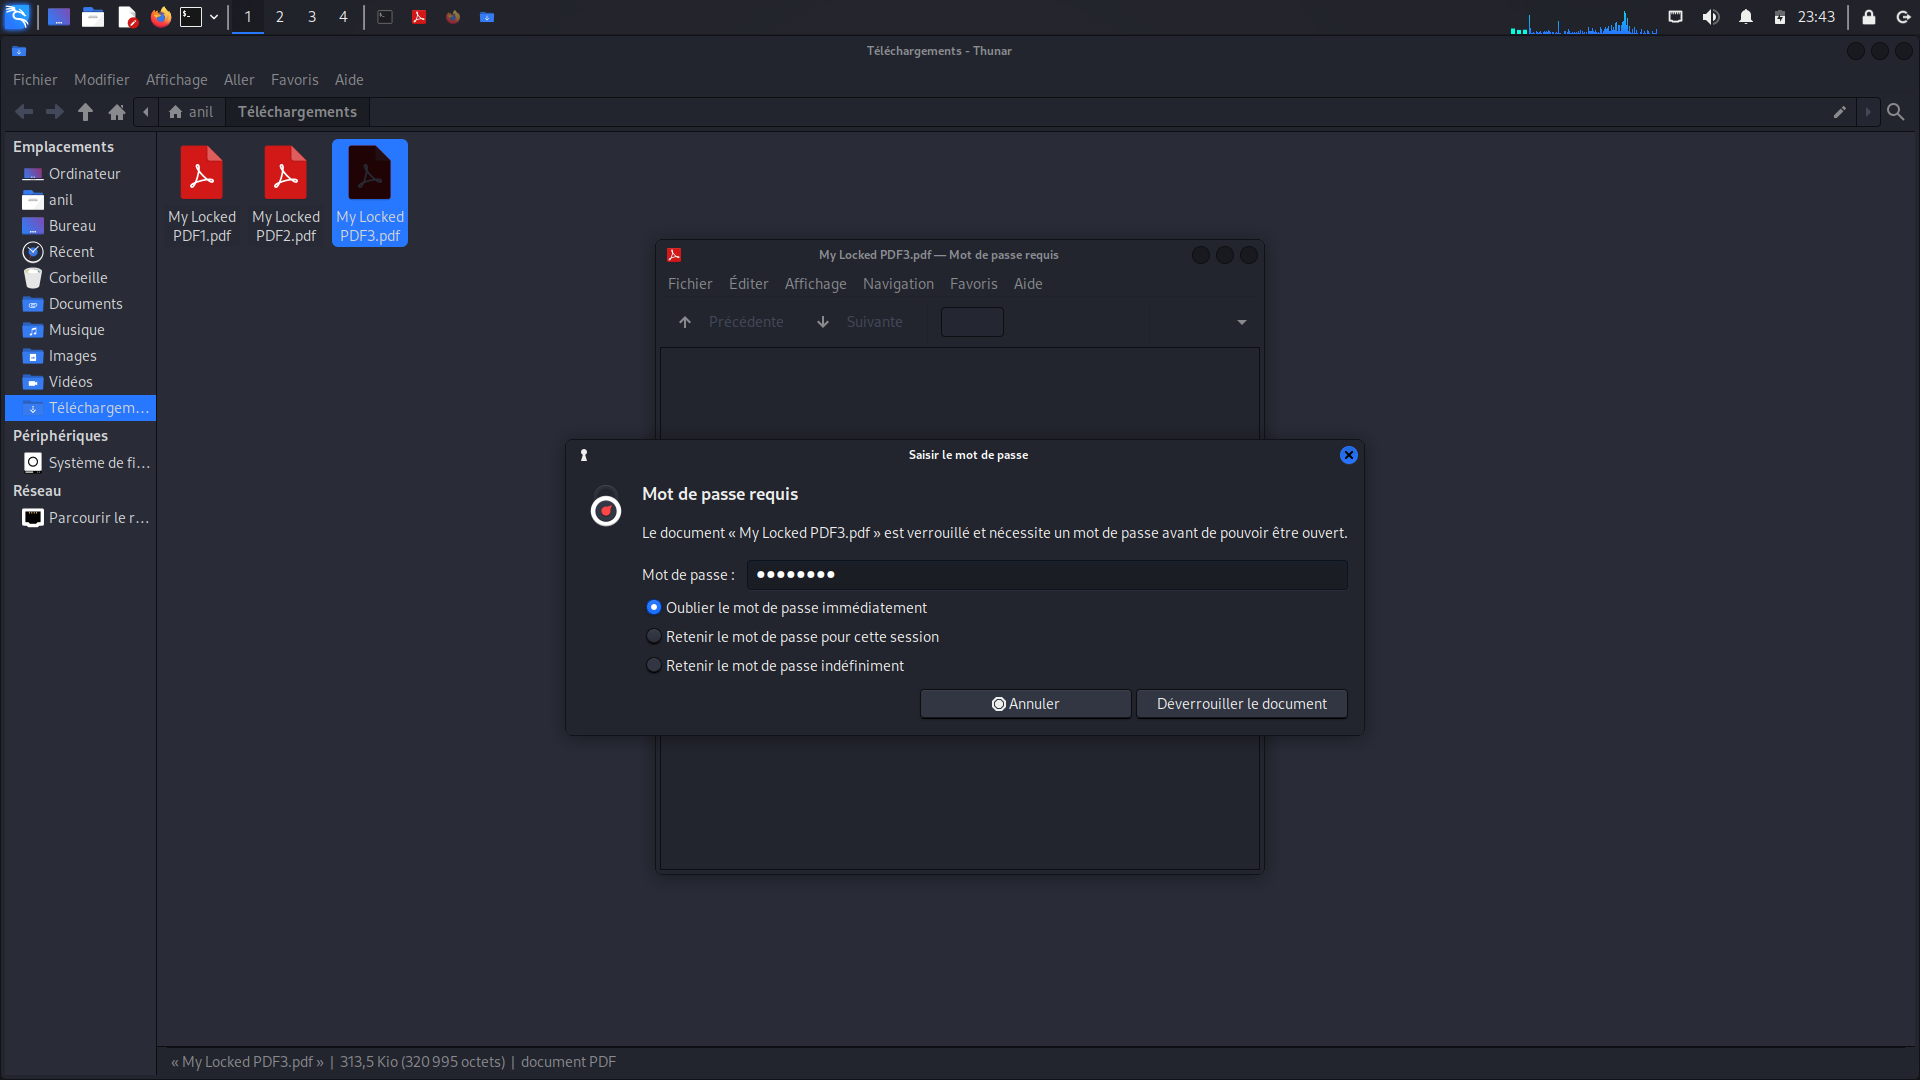 1 2 3 4
23:43
Téléchargements - Thunar
Fichier Modifier Affichage Aller Favoris Aide
anil Téléchargements
Emplacements
Ordinateur
anil
Bureau
Récent
Corbeille
Documents
Musique
Images
Vidéos
Téléchargem...
Périphériques
Système de fi...
Réseau
Parcourir le r...
My Locked
PDF1.pdf
My Locked
PDF2.pdf
My Locked
PDF3.pdf
My Locked PDF3.pdf — Mot de passe requis
Fichier Éditer Affichage Navigation Favoris Aide
Précédente Suivante
Saisir le mot de passe
Mot de passe requis
Le document « My Locked PDF3.pdf » est verrouillé et nécessite un mot de passe avant de pouvoir être ouvert.
Mot de passe : ●●●●●●●●
Oublier le mot de passe immédiatement
Retenir le mot de passe pour cette session
Retenir le mot de passe indéfiniment
Annuler Déverrouiller le document
« My Locked PDF3.pdf » | 313,5 Kio (320 995 octets) | document PDF